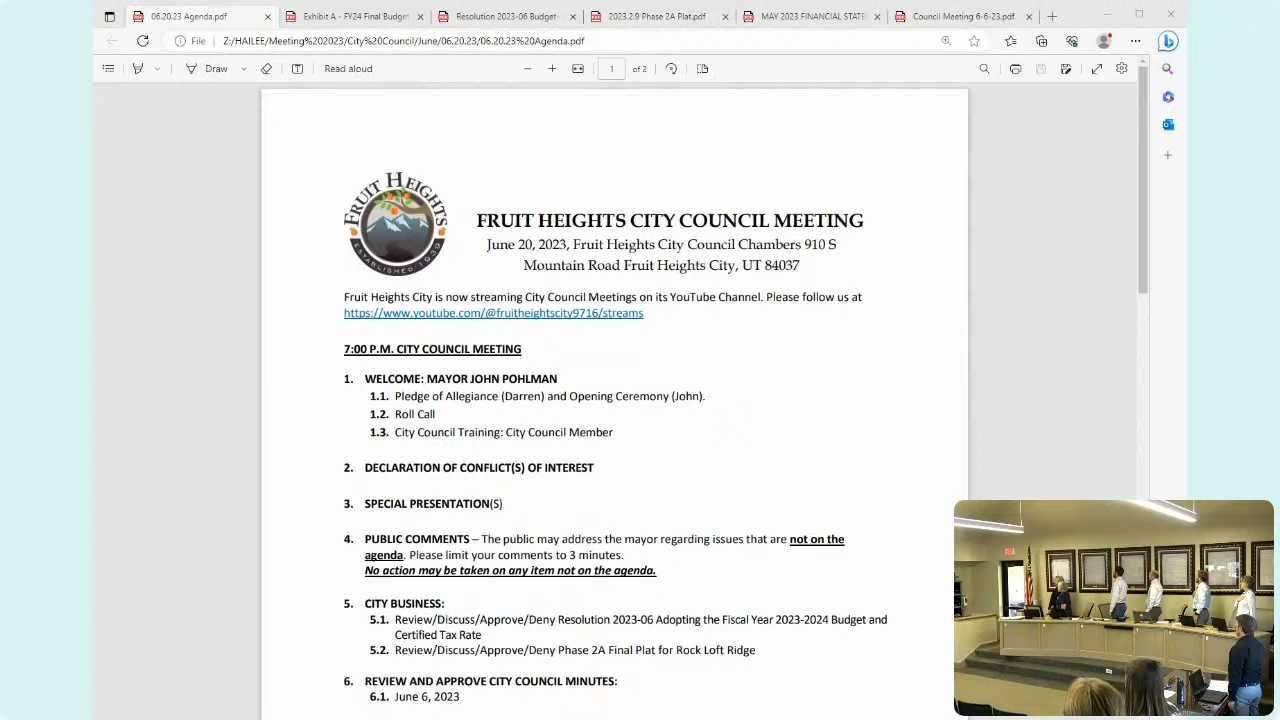 06.20.23 Agenda.pdf
Exhibit A - FY24 Final Budget
Resolution 2023-06 Budget
2023.2.9 Phase 2A Plat.pdf
MAY 2023 FINANCIAL STATE
Council Meeting 6-6-23.pdf
File Z:/HAILEE/Meeting%202023/City%20Council/June/06.20.23/06.20.23%20Agenda.pdf
Draw Read aloud 1 of 2
FRUIT HEIGHTS
ESTABLISHED 1939
FRUIT HEIGHTS CITY COUNCIL MEETING
June 20, 2023, Fruit Heights City Council Chambers 910 S
Mountain Road Fruit Heights City, UT 84037
Fruit Heights City is now streaming City Council Meetings on its YouTube Channel. Please follow us at
https://www.youtube.com/@fruitheightscity9716/streams
7:00 P.M. CITY COUNCIL MEETING
1. WELCOME: MAYOR JOHN POHLMAN
1.1. Pledge of Allegiance (Darren) and Opening Ceremony (John).
1.2. Roll Call
1.3. City Council Training: City Council Member
2. DECLARATION OF CONFLICT(S) OF INTEREST
3. SPECIAL PRESENTATION(S)
4. PUBLIC COMMENTS – The public may address the mayor regarding issues that are not on the
agenda. Please limit your comments to 3 minutes.
No action may be taken on any item not on the agenda.
5. CITY BUSINESS:
5.1. Review/Discuss/Approve/Deny Resolution 2023-06 Adopting the Fiscal Year 2023-2024 Budget and
Certified Tax Rate
5.2. Review/Discuss/Approve/Deny Phase 2A Final Plat for Rock Loft Ridge
6. REVIEW AND APPROVE CITY COUNCIL MINUTES:
6.1. June 6, 2023